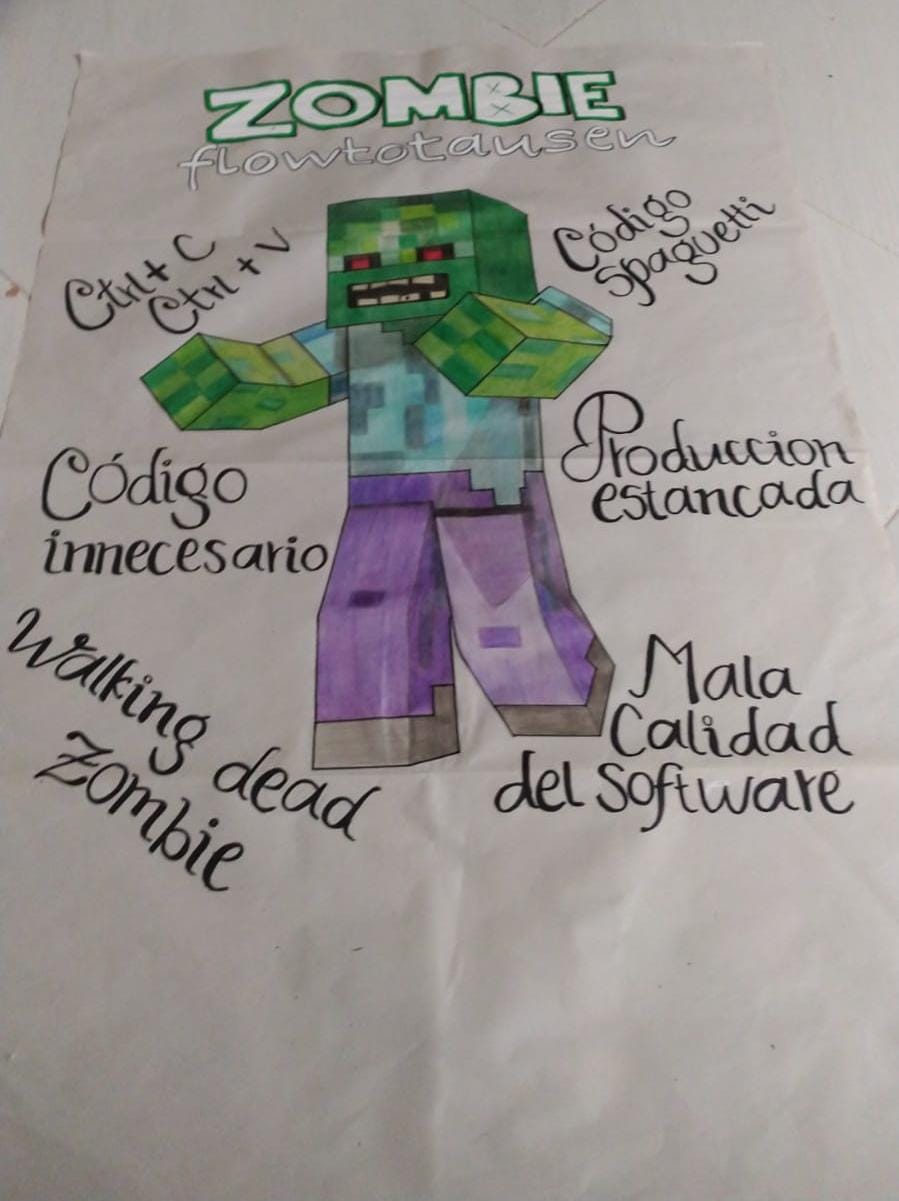 ZOMBIE
flowtotausen
Ctrl + C
Ctrl + V
Código
Spaguetti
Código
innecesario
Produccion
estancada
Walking dead
Zombie
Mala
Calidad
del Software